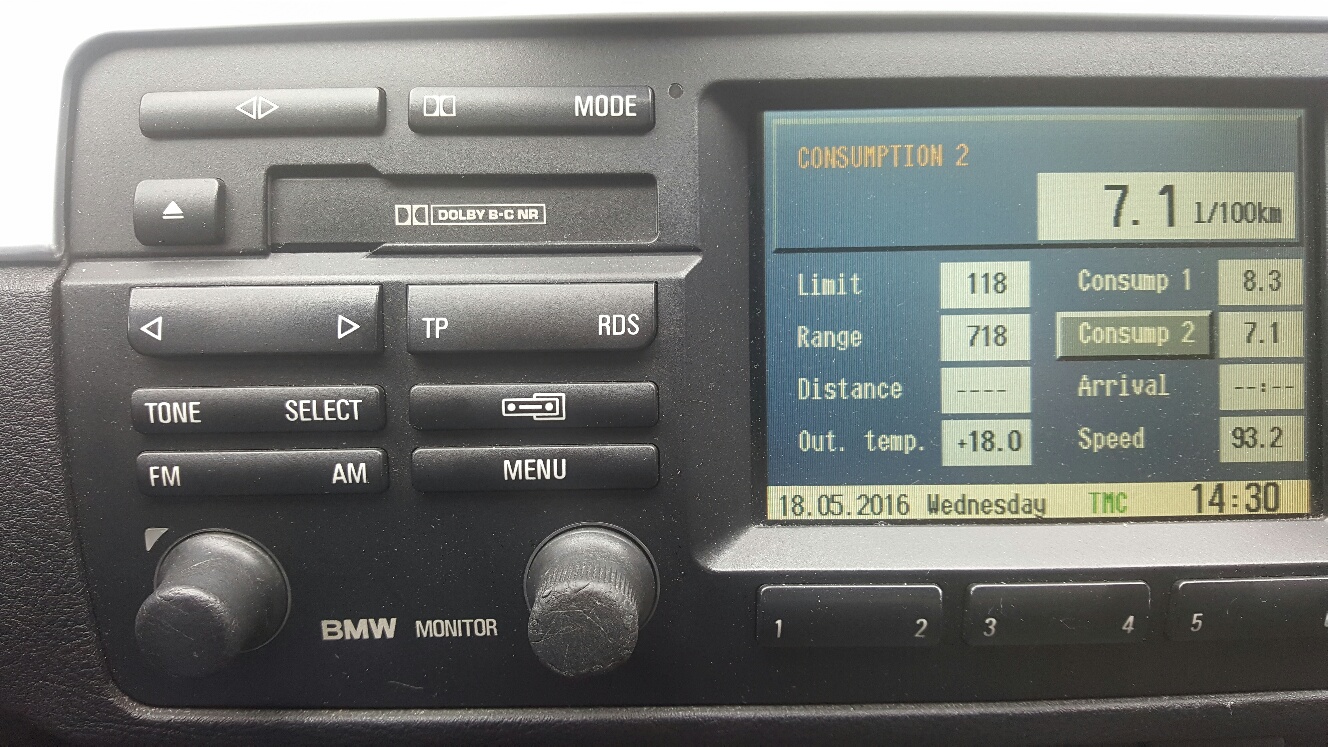 MODE
DOLBY B-C NR
TP RDS
TONE SELECT
FM AM
MENU
BMW MONITOR
CONSUMPTION 2
7.1 l/100km
Limit 118 Consump 1 8.3
Range 718 Consump 2 7.1
Distance ---- Arrival --:--
Out. temp. +18.0 Speed 93.2
18.05.2016 Wednesday TMC 14:30
1 2 3 4 5